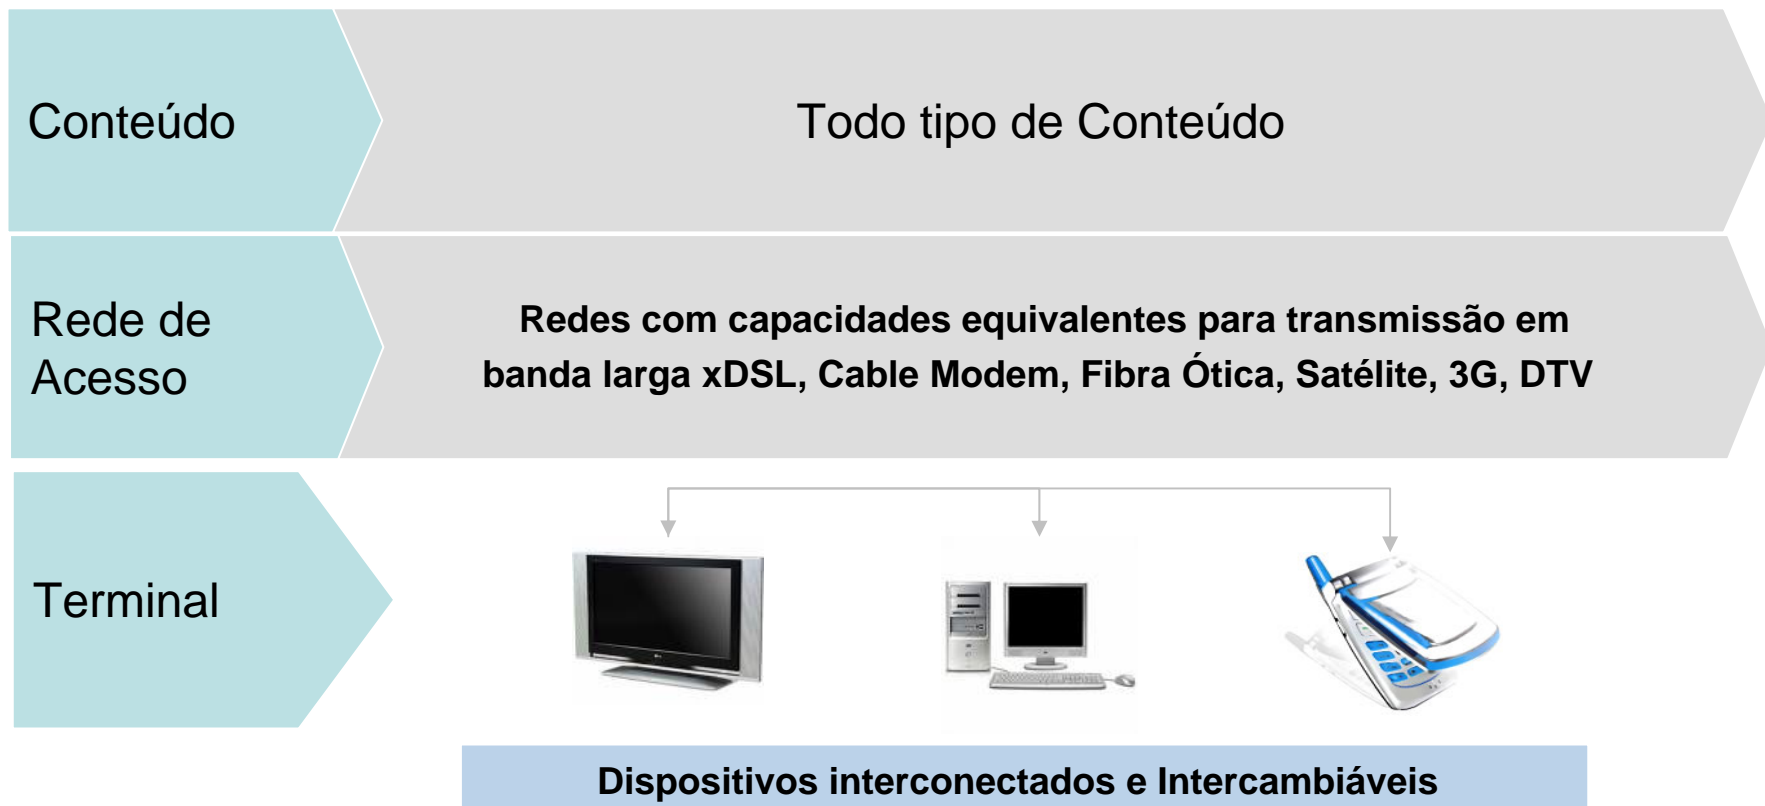 Conteúdo
Todo tipo de Conteúdo
Rede de
Acesso
Redes com capacidades equivalentes para transmissão em
banda larga xDSL, Cable Modem, Fibra Ótica, Satélite, 3G, DTV
Terminal
Dispositivos interconectados e Intercambiáveis